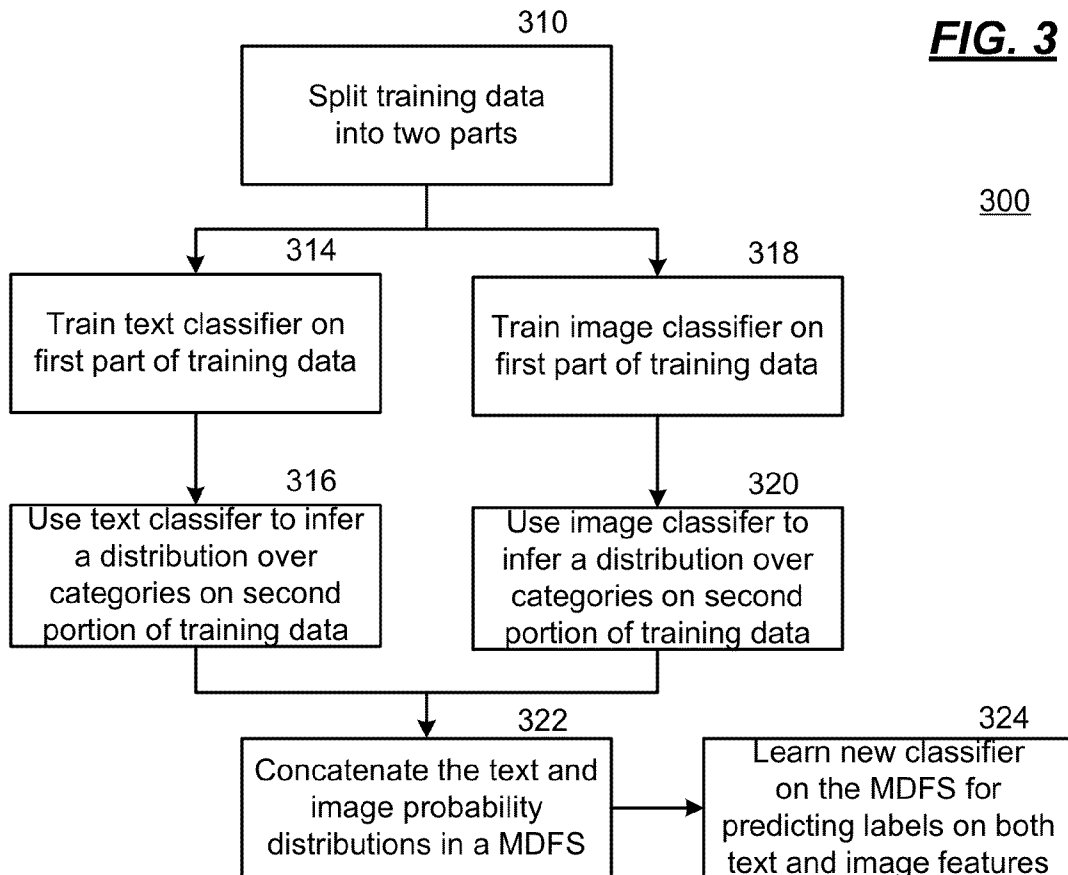 310
FIG. 3
Split training data
into two parts
300
314
318
Train text classifier on
first part of training data
Train image classifier on
first part of training data
316
320
Use text classifer to infer
a distribution over
categories on second
portion of training data
Use image classifer to
infer a distribution over
categories on second
portion of training data
322
324
Concatenate the text and
image probability
distributions in a MDFS
Learn new classifier
on the MDFS for
predicting labels on both
text and image features